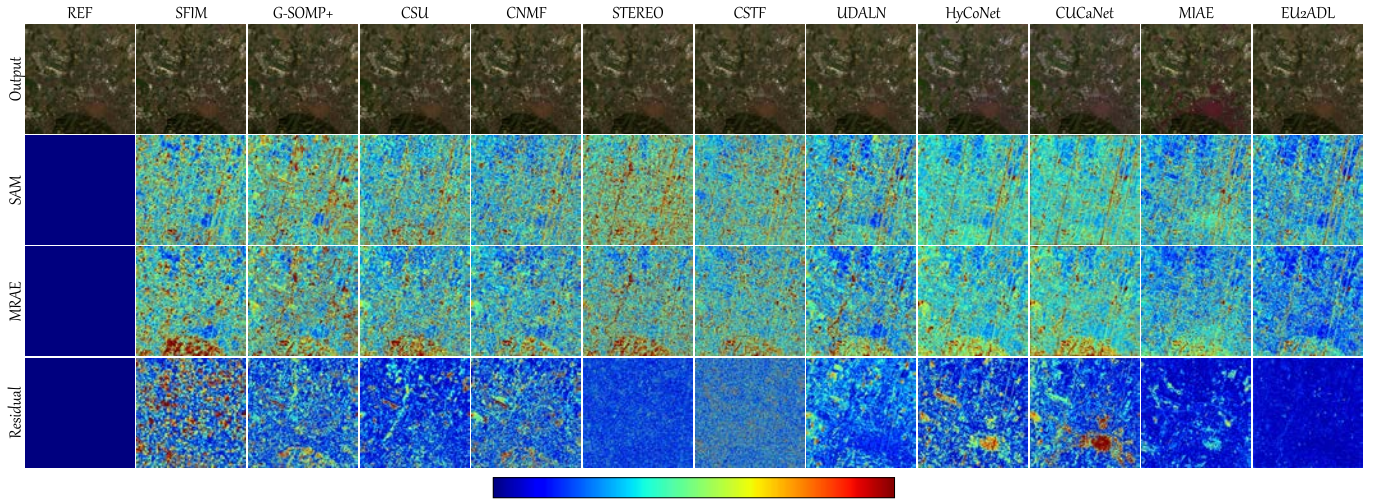 REF SFIM G-SOMP+ CSU CNMF STEREO CSTF UDALN HyCoNet CUCaNet MIAE EU2ADL
Output
SAM
MRAE
Residual